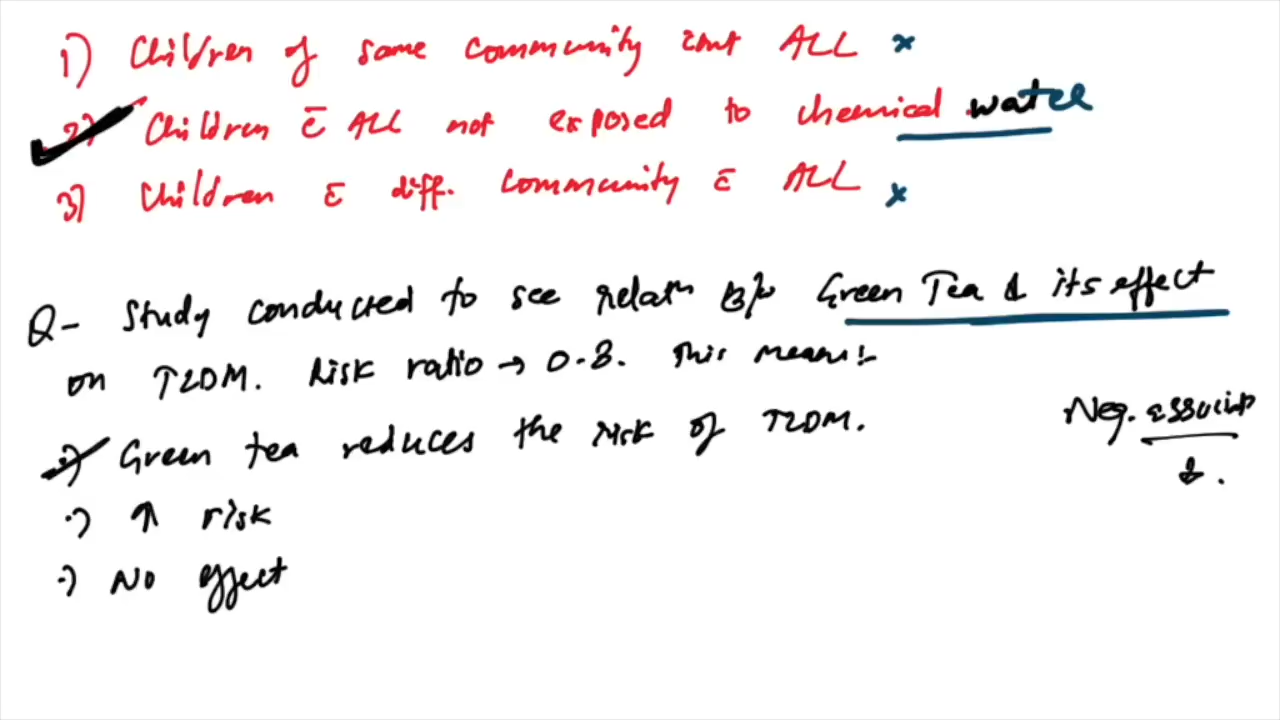 1) Children of same community ĉout ALL ×
2) Children c̄ ALL not exposed to chemical water
3) Children c̄ diff. community c̄ ALL ×
Q- Study conducted to see relatn b/w Green Tea & its effect
on T2DM. Risk ratio → 0.8. This means:
·) Green tea reduces the risk of T2DM.
Neg. associatn
↓.
·) ↑ risk
·) No effect